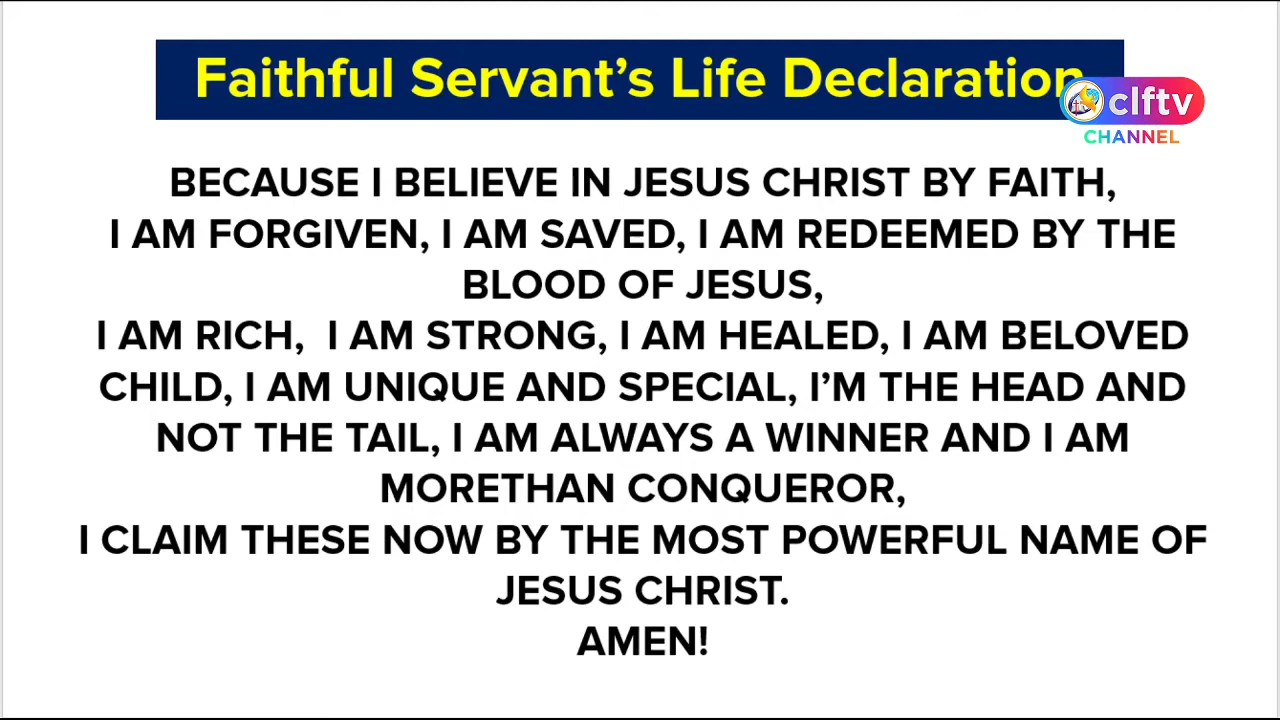 Faithful Servant's Life Declaration
clftv
CHANNEL
BECAUSE I BELIEVE IN JESUS CHRIST BY FAITH,
I AM FORGIVEN, I AM SAVED, I AM REDEEMED BY THE
BLOOD OF JESUS,
I AM RICH,  I AM STRONG, I AM HEALED, I AM BELOVED
CHILD, I AM UNIQUE AND SPECIAL, I’M THE HEAD AND
NOT THE TAIL, I AM ALWAYS A WINNER AND I AM
MORETHAN CONQUEROR,
I CLAIM THESE NOW BY THE MOST POWERFUL NAME OF
JESUS CHRIST.
AMEN!